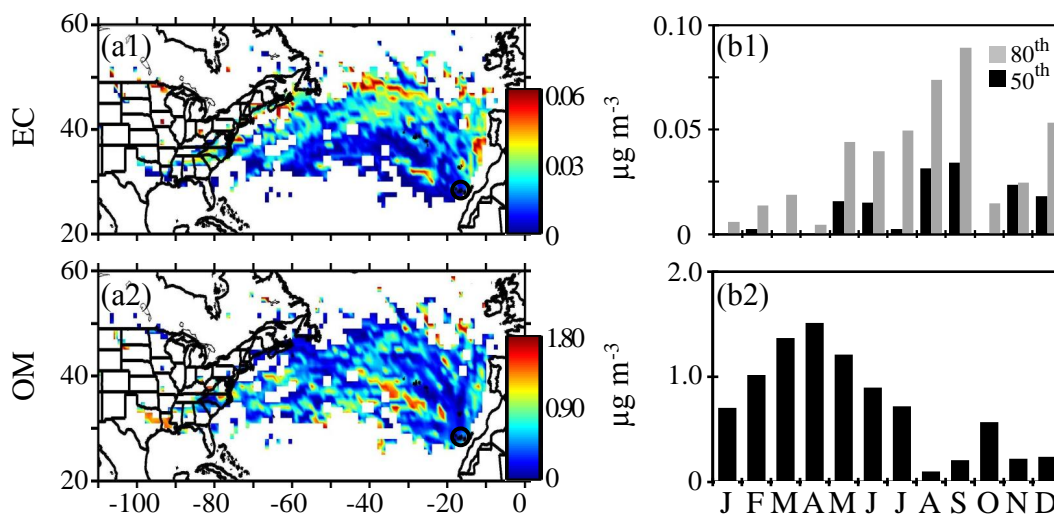 60
(a1)
EC
40
20
0.06
0.03
0
0.10
(b1)
80th
50th
µg m-3
0.05
0
60
(a2)
OM
40
20
1.80
0.90
0
-100 -80 -60 -40 -20 0
2.0
(b2)
µg m-3
1.0
0
J F M A M J J A S O N D